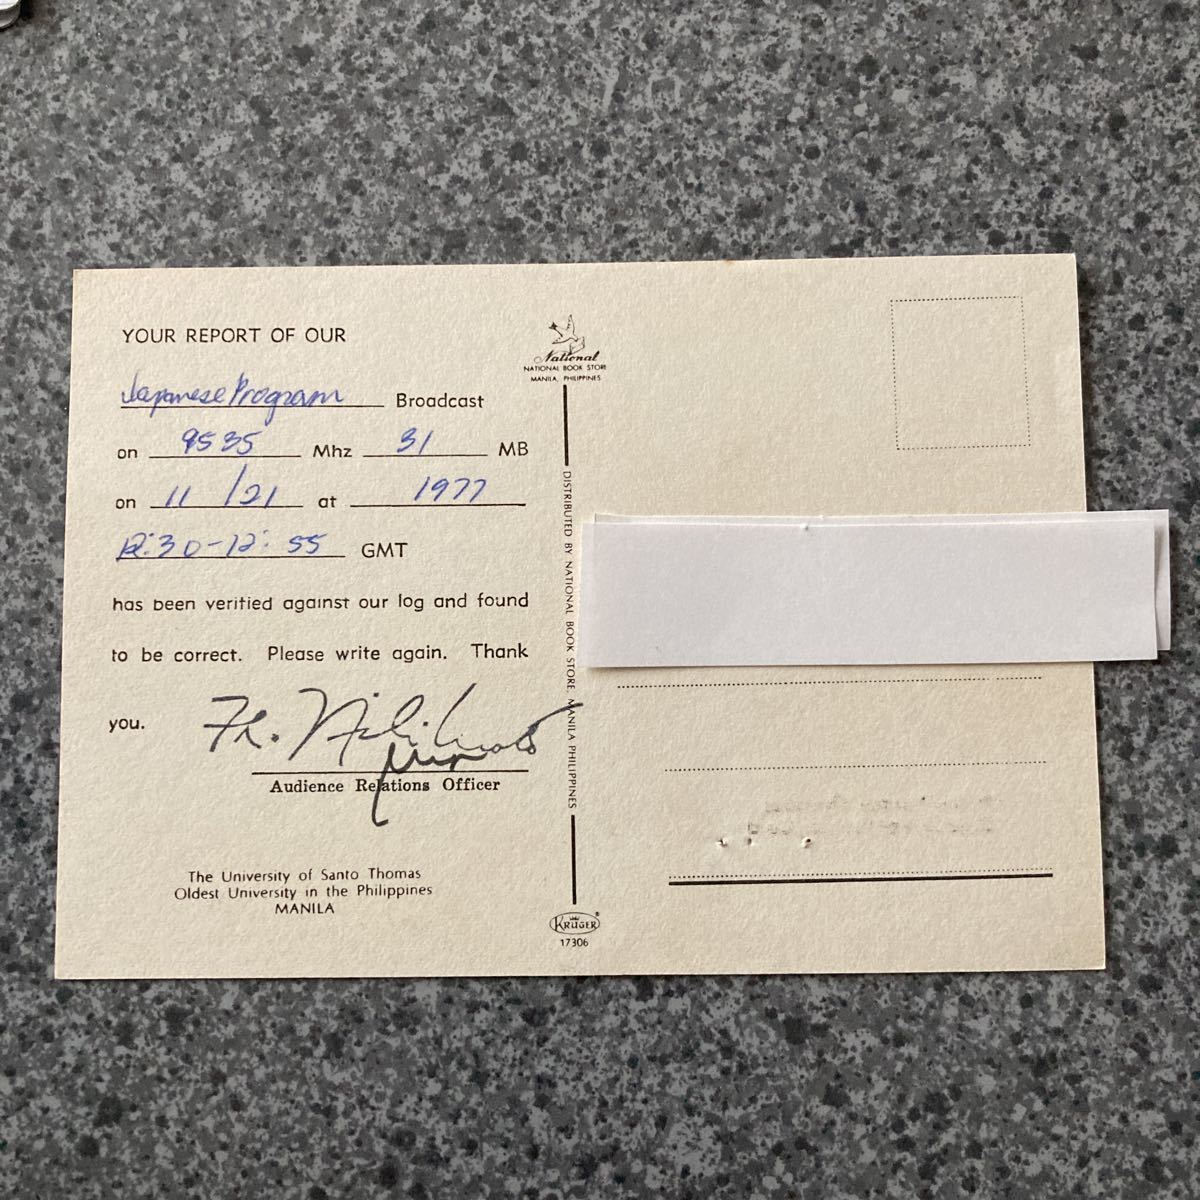 YOUR REPORT OF OUR
Japanese Program Broadcast
on 9535 Mhz 31 MB
on 11/21 at 1977
12:30-12:55 GMT
has been veritied against our log and found
to be correct. Please write again. Thank
you. Fr.
Audience Relations Officer
The University of Santo Thomas
Oldest University in the Philippines
MANILA
National
NATIONAL BOOK STORE
MANILA, PHILIPPINES
DISTRIBUTED BY NATIONAL BOOK STORE, MANILA PHILIPPINES
KRÜGER
17306